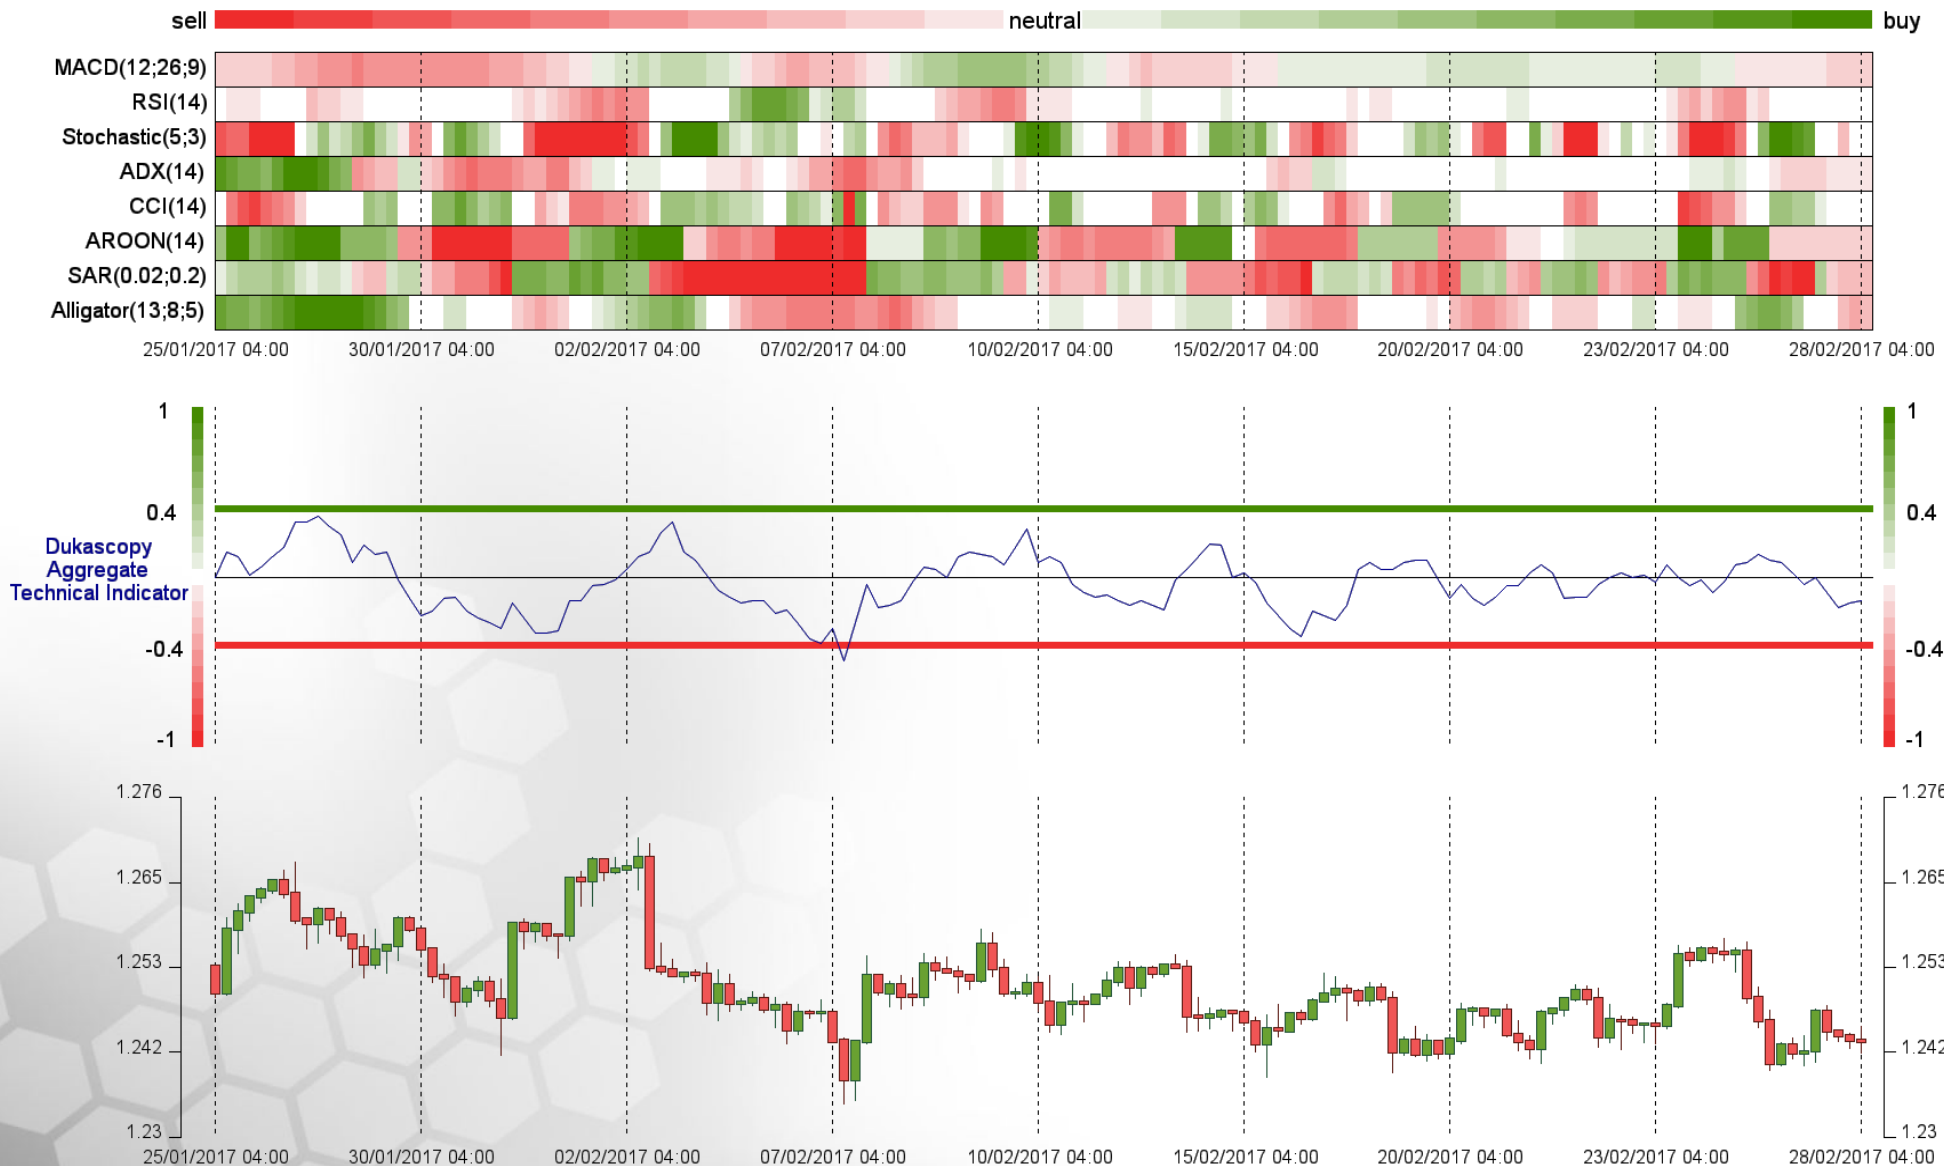 sell neutral buy
MACD(12;26;9)
RSI(14)
Stochastic(5;3)
ADX(14)
CCI(14)
AROON(14)
SAR(0.02;0.2)
Alligator(13;8;5)
25/01/2017 04:00 30/01/2017 04:00 02/02/2017 04:00 07/02/2017 04:00 10/02/2017 04:00 15/02/2017 04:00 20/02/2017 04:00 23/02/2017 04:00 28/02/2017 04:00
1 1
0.4 0.4
Dukascopy
Aggregate
Technical Indicator
-0.4 -0.4
-1 -1
1.276 1.276
1.265 1.265
1.253 1.253
1.242 1.242
1.23 1.23
25/01/2017 04:00 30/01/2017 04:00 02/02/2017 04:00 07/02/2017 04:00 10/02/2017 04:00 15/02/2017 04:00 20/02/2017 04:00 23/02/2017 04:00 28/02/2017 04:00